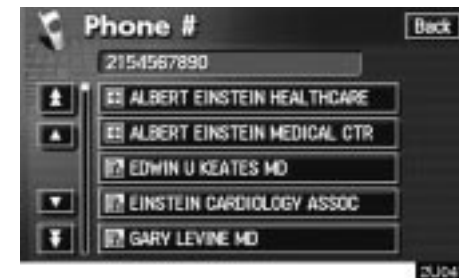 Phone #
Back
2154567890
ALBERT EINSTEIN HEALTHCARE
ALBERT EINSTEIN MEDICAL CTR
EDWIN U KEATES MD
EINSTEIN CARDIOLOGY ASSOC
GARY LEVINE MD
2U04